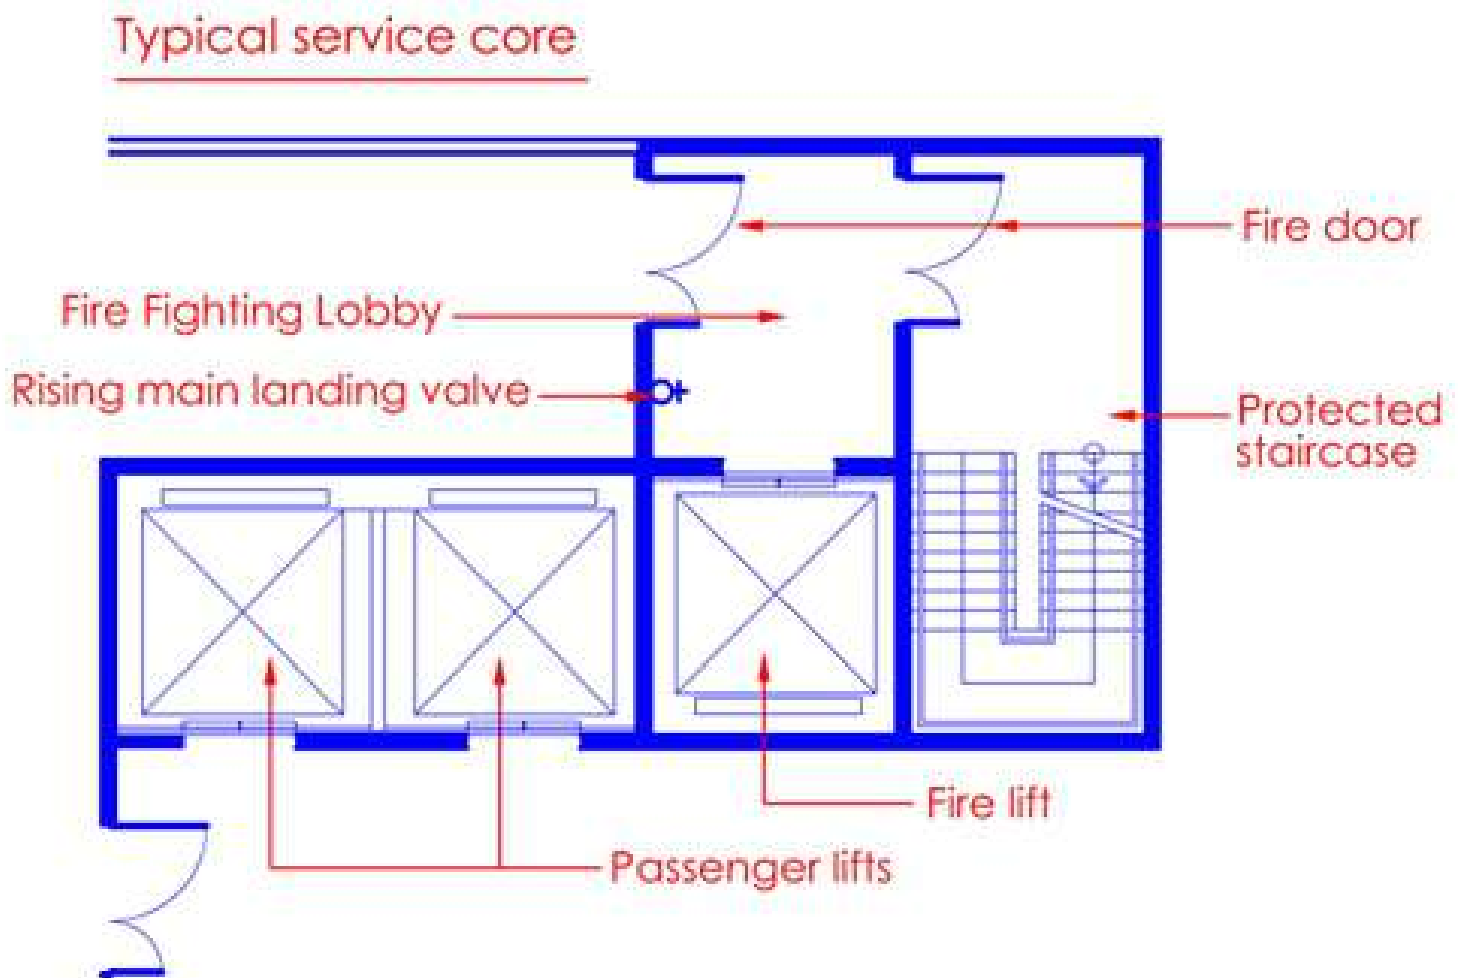 Typical service core
Fire door
Fire Fighting Lobby
Rising main landing valve
Protected
staircase
Fire lift
Passenger lifts